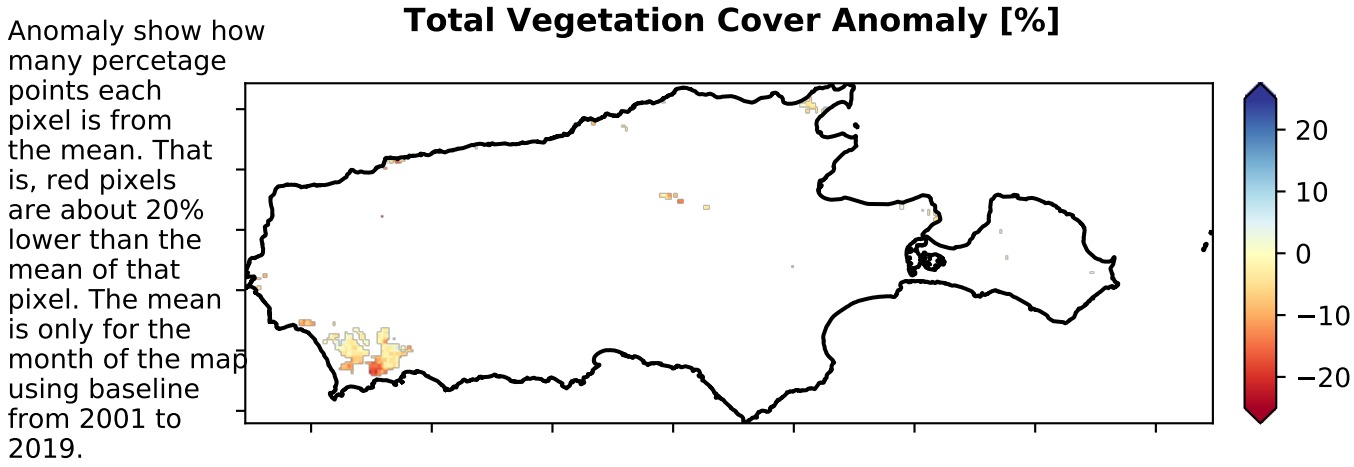 Total Vegetation Cover Anomaly [%]
Anomaly show how
many percetage
points each
pixel is from
the mean. That
is, red pixels
are about 20%
lower than the
mean of that
pixel. The mean
is only for the
month of the map
using baseline
from 2001 to
2019.
20
10
0
−10
−20